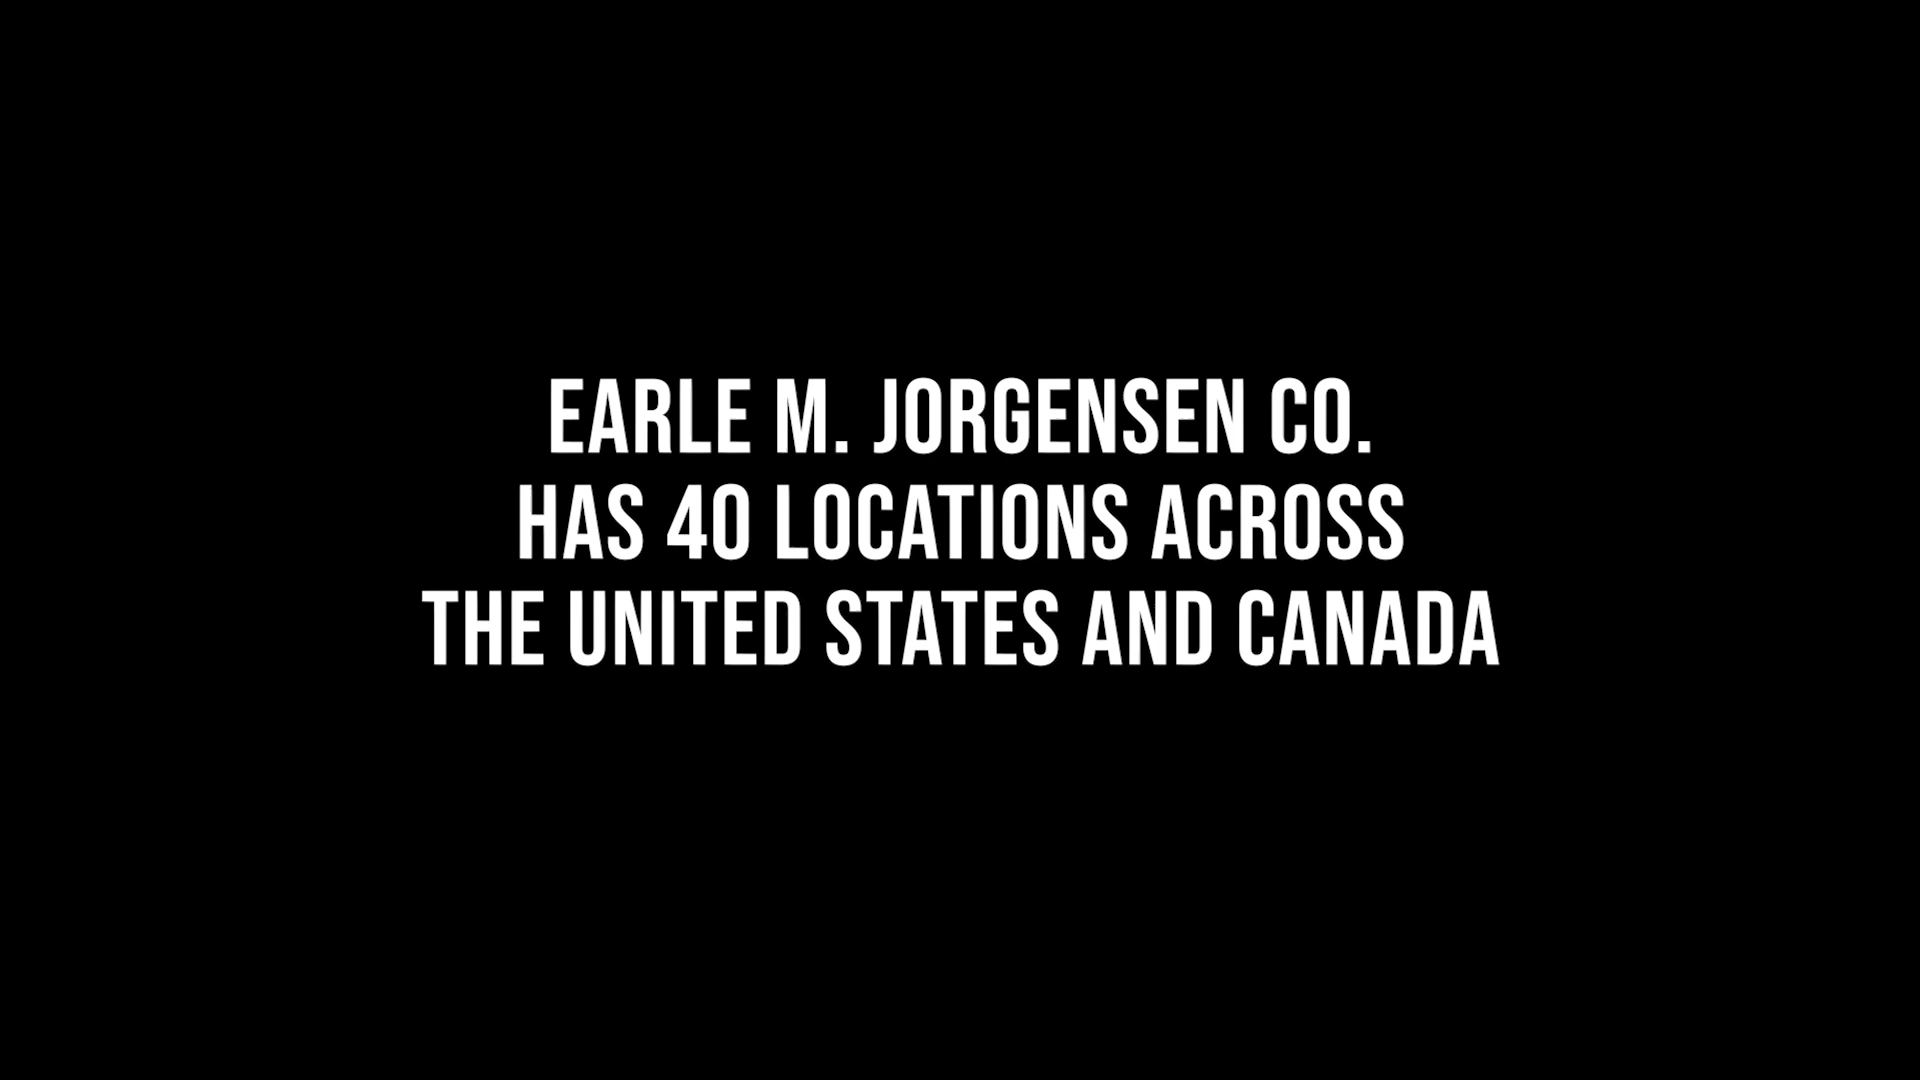 EARLE M. JORGENSEN CO.
HAS 40 LOCATIONS ACROSS
THE UNITED STATES AND CANADA